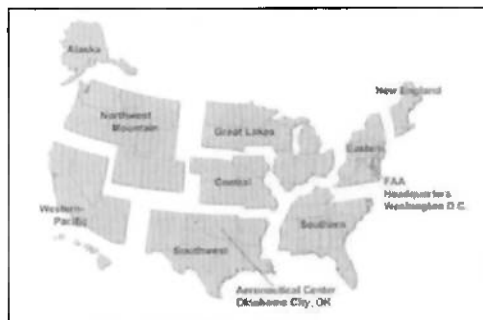 Alaska
Northwest
Mountain
Great Lakes
New England
Eastern
Central
FAA
Headquarters
Washington D.C.
Western-
Pacific
Southwest
Southern
Aeronautical Center
Oklahoma City, OK